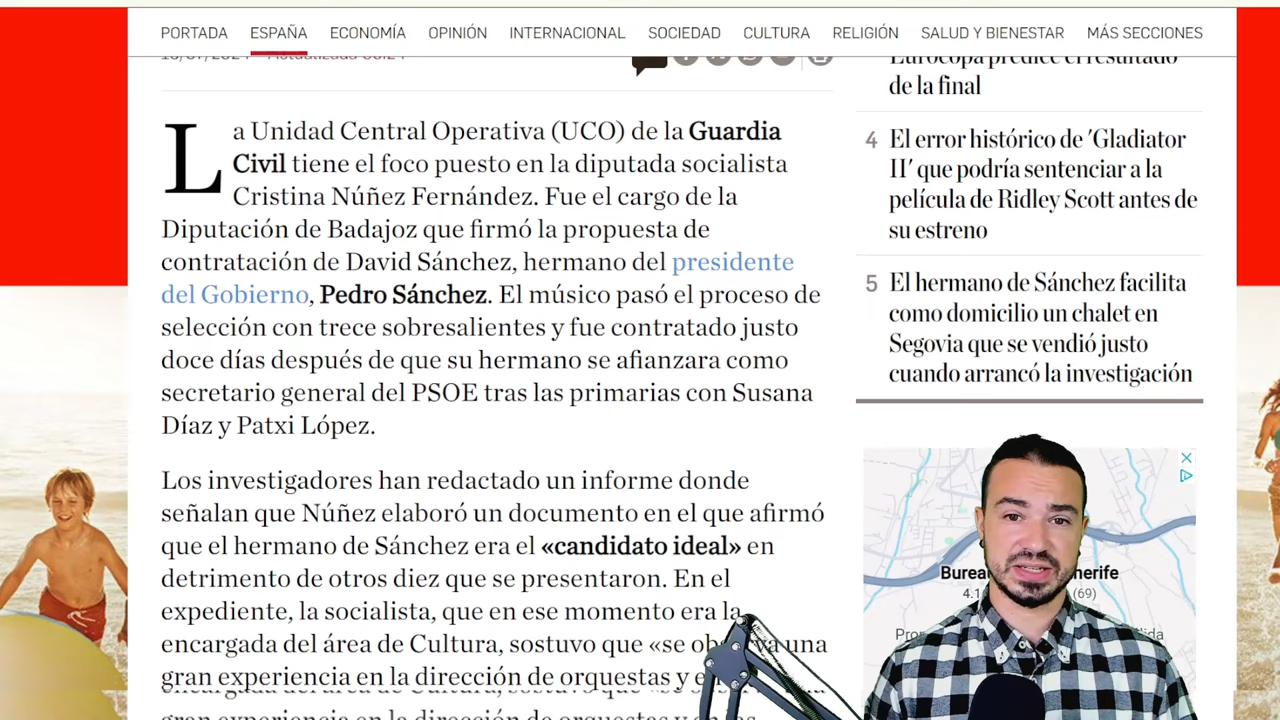 PORTADA ESPAÑA ECONOMÍA OPINIÓN INTERNACIONAL SOCIEDAD CULTURA RELIGIÓN SALUD Y BIENESTAR MÁS SECCIONES
La Unidad Central Operativa (UCO) de la Guardia
Civil tiene el foco puesto en la diputada socialista
Cristina Núñez Fernández. Fue el cargo de la
Diputación de Badajoz que firmó la propuesta de
contratación de David Sánchez, hermano del presidente
del Gobierno, Pedro Sánchez. El músico pasó el proceso de
selección con trece sobresalientes y fue contratado justo
doce días después de que su hermano se afianzara como
secretario general del PSOE tras las primarias con Susana
Díaz y Patxi López.
Los investigadores han redactado un informe donde
señalan que Núñez elaboró un documento en el que afirmó
que el hermano de Sánchez era el «candidato ideal» en
detrimento de otros diez que se presentaron. En el
expediente, la socialista, que en ese momento era la
encargada del área de Cultura, sostuvo que «se observa una
gran experiencia en la dirección de orquestas y
gran experiencia en la dirección de orquestas y en las
Eurocopa predice el resultado
de la final
4 El error histórico de 'Gladiator
II' que podría sentenciar a la
película de Ridley Scott antes de
su estreno
5 El hermano de Sánchez facilita
como domicilio un chalet en
Segovia que se vendió justo
cuando arrancó la investigación
(69)